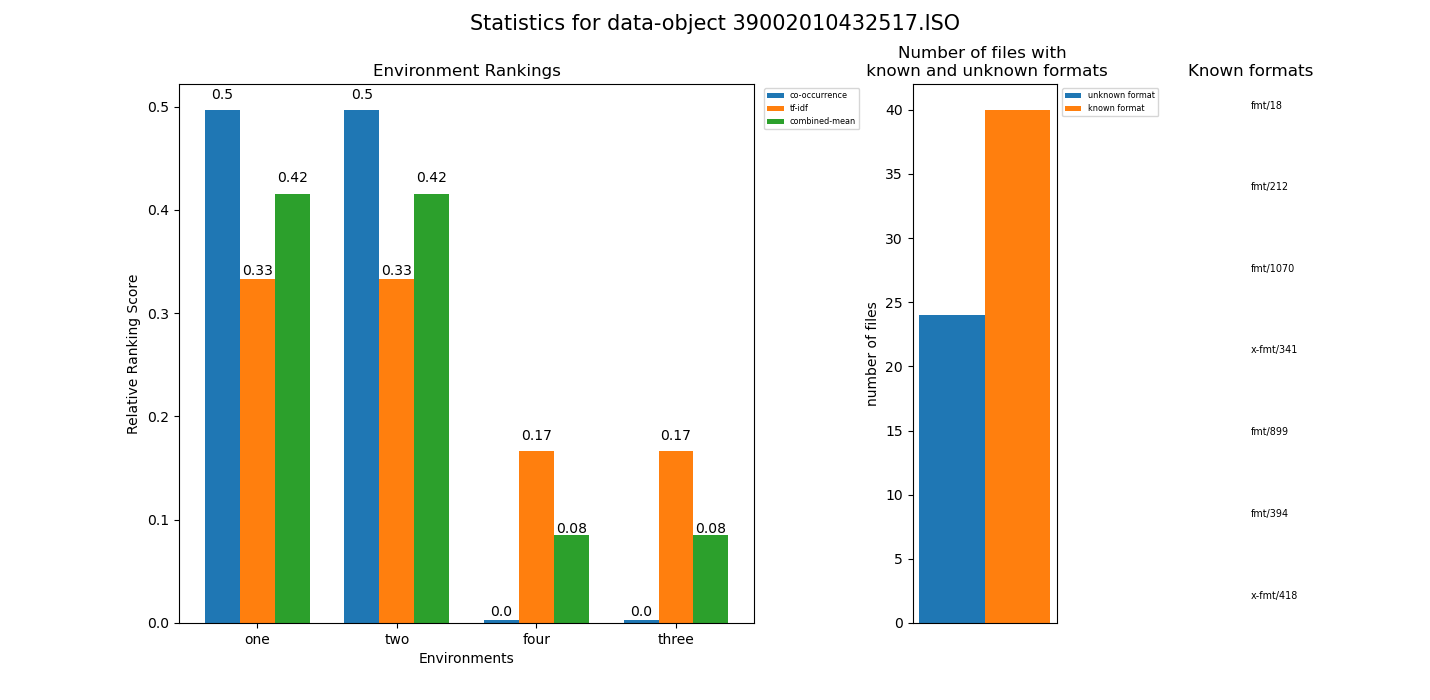 Statistics for data-object 39002010432517.ISO
Environment Rankings
0.5
0.4
0.3
0.2
0.1
0.0
Relative Ranking Score
0.5
0.33
0.42
0.5
0.33
0.42
0.0
0.17
0.08
0.0
0.17
0.08
one
two
four
three
Environments
co-occurrence
tf-idf
combined-mean
Number of files with
known and unknown formats
40
35
30
25
20
15
10
5
0
number of files
unknown format
known format
Known formats
fmt/18
fmt/212
fmt/1070
x-fmt/341
fmt/899
fmt/394
x-fmt/418